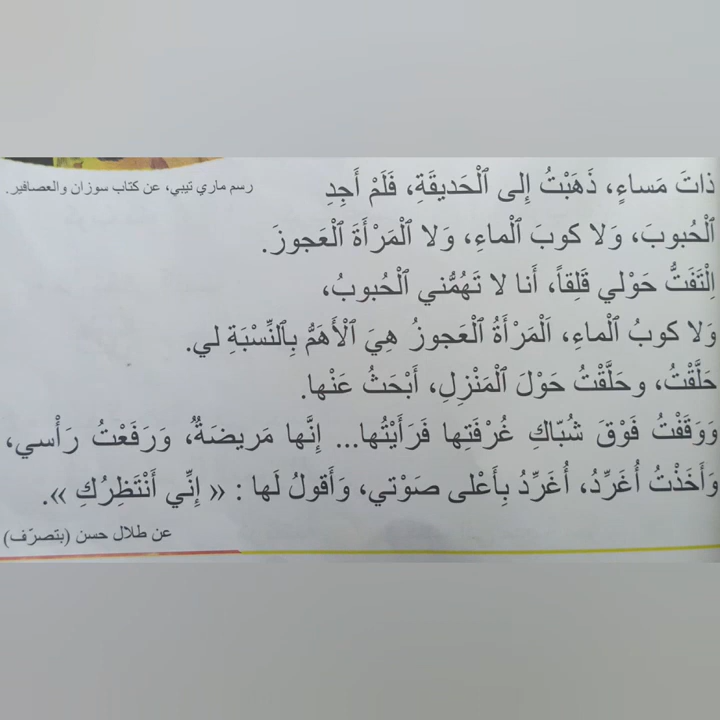 ذاتَ مَساءٍ، ذَهَبْتُ إِلى ٱلْحَديقَةِ، فَلَمْ أَجِدِ
رسم ماري تيبي، عن كتاب سوزان والعصافير.
ٱلْحُبوبَ، وَلا كوبَ ٱلْماءِ، وَلا ٱلْمَرْأَةَ ٱلْعَجوزَ.
اِلْتَفَتُّ حَوْلي قَلِقاً، أَنا لا تَهُمُّني ٱلْحُبوبُ،
وَلا كوبُ ٱلْماءِ، اَلْمَرْأَةُ ٱلْعَجوزُ هِيَ ٱلْأَهَمُّ بِٱلنِّسْبَةِ لي.
حَلَّقْتُ، وحَلَّقْتُ حَوْلَ ٱلْمَنْزِلِ، أَبْحَثُ عَنْها.
وَوَقَفْتُ فَوْقَ شُبّاكِ غُرْفَتِها فَرَأَيْتُها... إِنَّها مَريضَةٌ، وَرَفَعْتُ رَأْسي،
وَأَخَذْتُ أُغَرِّدُ، أُغَرِّدُ بِأَعْلى صَوْتي، وَأَقولُ لَها : « إِنِّي أَنْتَظِرُكِ ».
عن طلال حسن (بتصرّف)